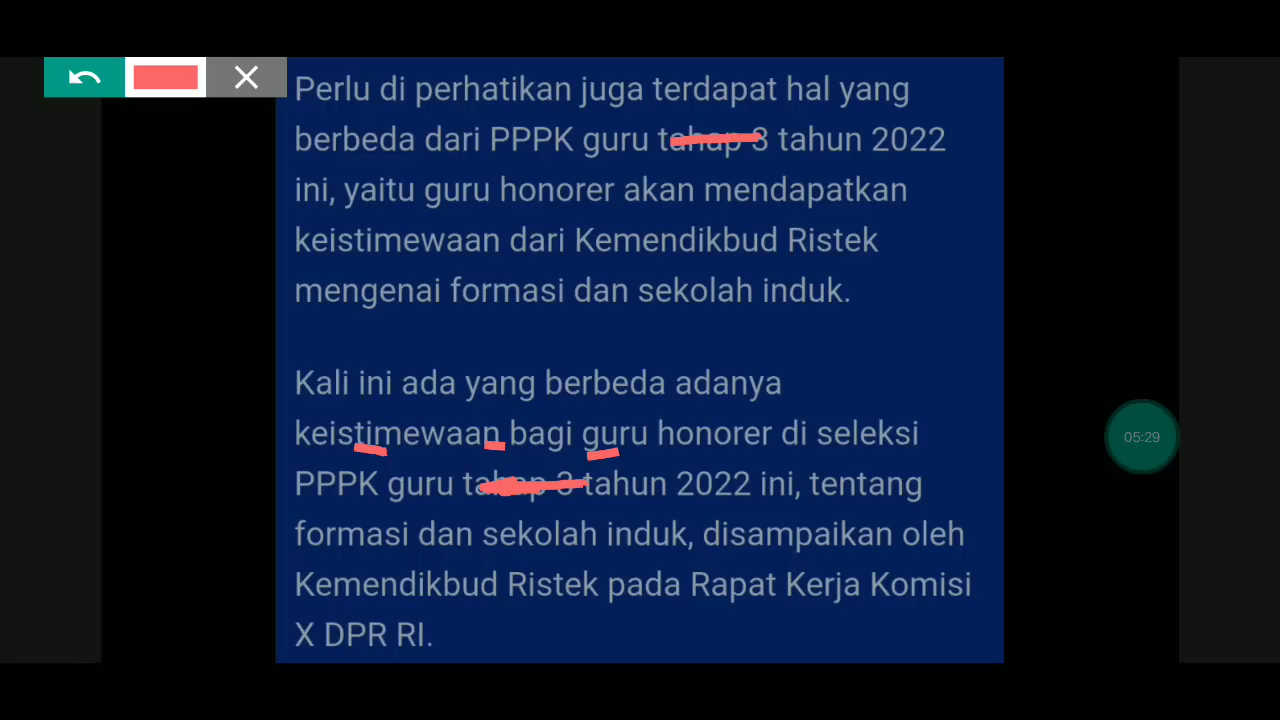 Perlu di perhatikan juga terdapat hal yang
berbeda dari PPPK guru tahap 3 tahun 2022
ini, yaitu guru honorer akan mendapatkan
keistimewaan dari Kemendikbud Ristek
mengenai formasi dan sekolah induk.
Kali ini ada yang berbeda adanya
keistimewaan bagi guru honorer di seleksi
PPPK guru tahap 3 tahun 2022 ini, tentang
formasi dan sekolah induk, disampaikan oleh
Kemendikbud Ristek pada Rapat Kerja Komisi
X DPR RI.
05:29